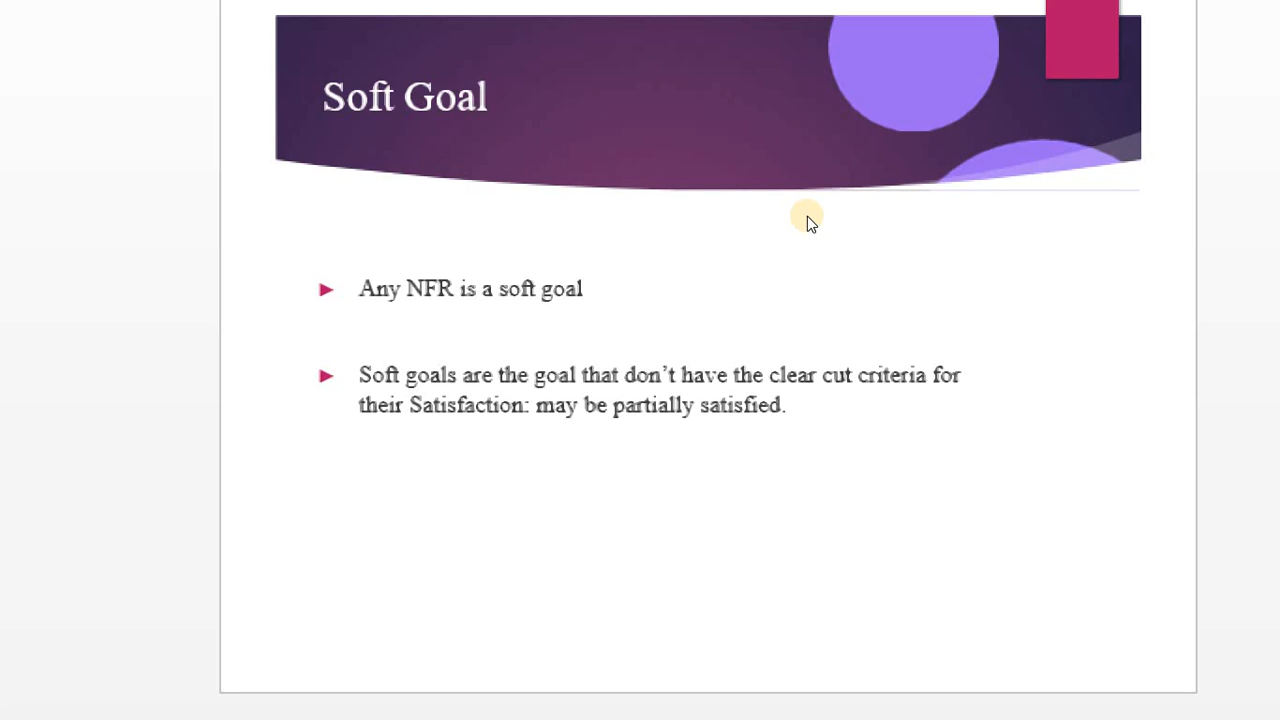 Soft Goal
Any NFR is a soft goal
Soft goals are the goal that don't have the clear cut criteria for
their Satisfaction: may be partially satisfied.